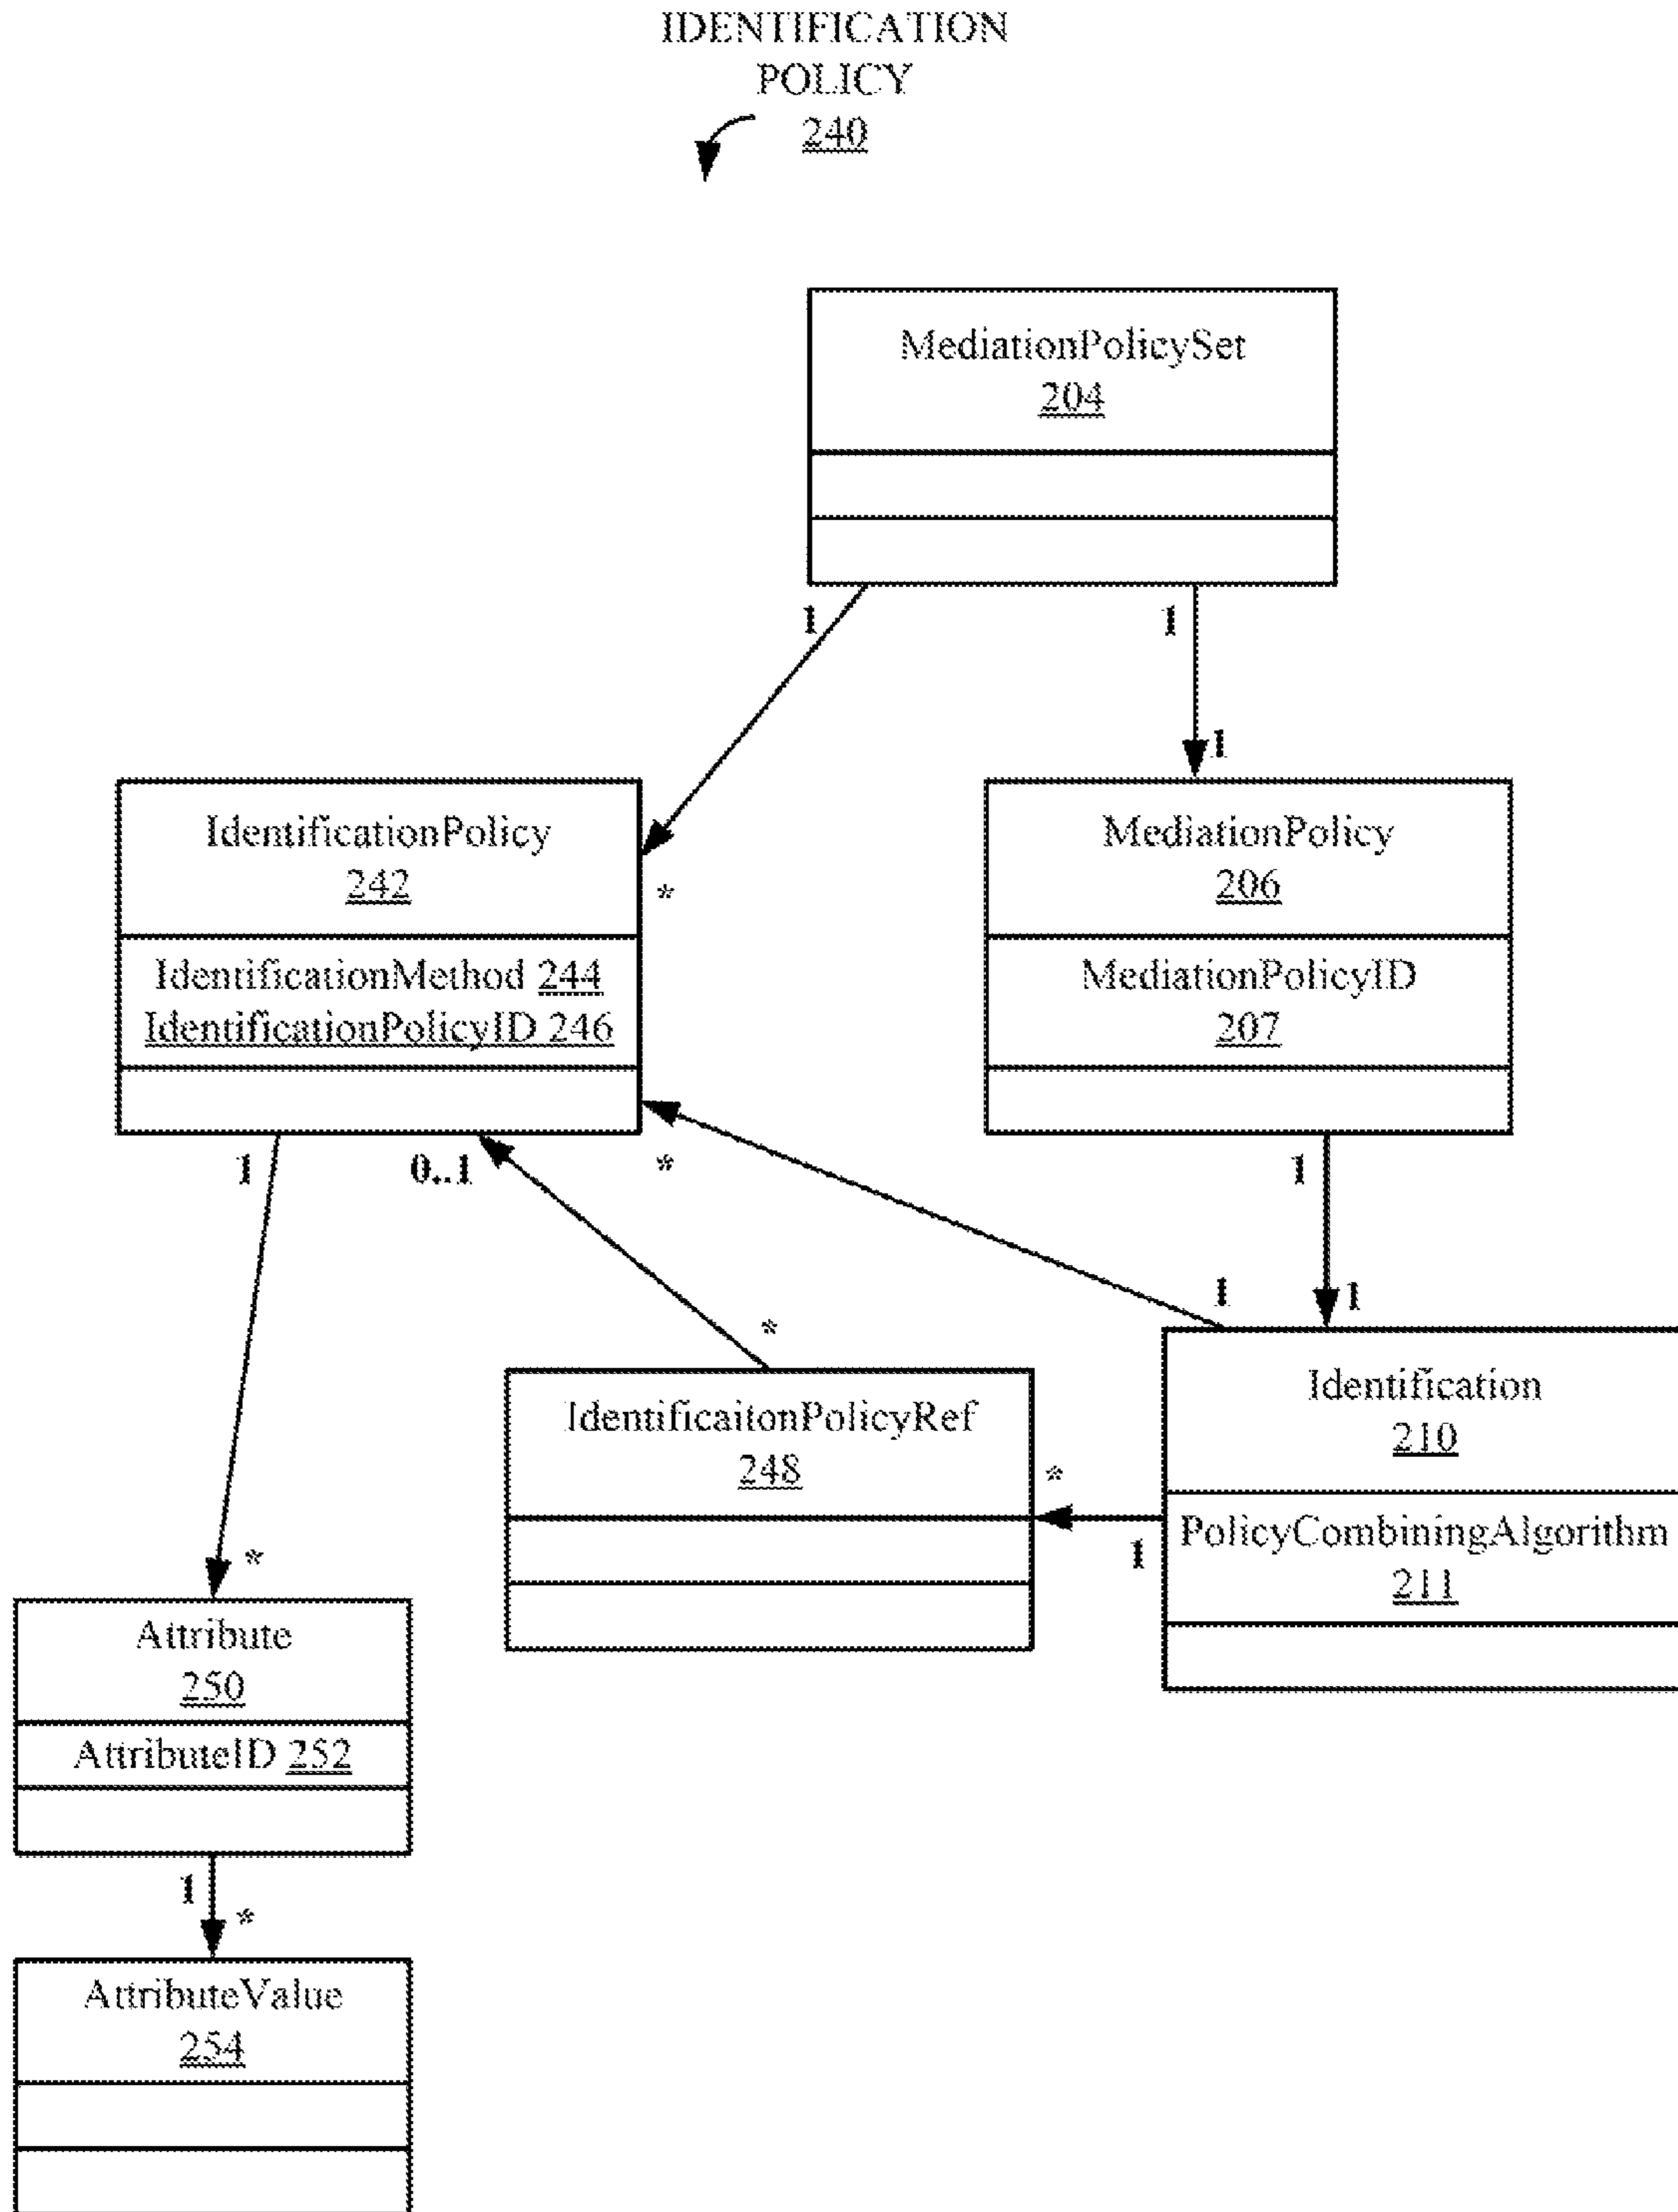 IDENTIFICATION
POLICY
240
MediationPolicySet
204
1
1
1
IdentificationPolicy
242
*
MediationPolicy
206
IdentificationMethod 244
IdentificationPolicyID 246
MediationPolicyID
207
1
0..1
*
1
1
1
*
Identification
210
IdentificaitonPolicyRef
248
*
1
PolicyCombiningAlgorithm
211
*
Attribute
250
AttributeID 252
1
*
AttributeValue
254